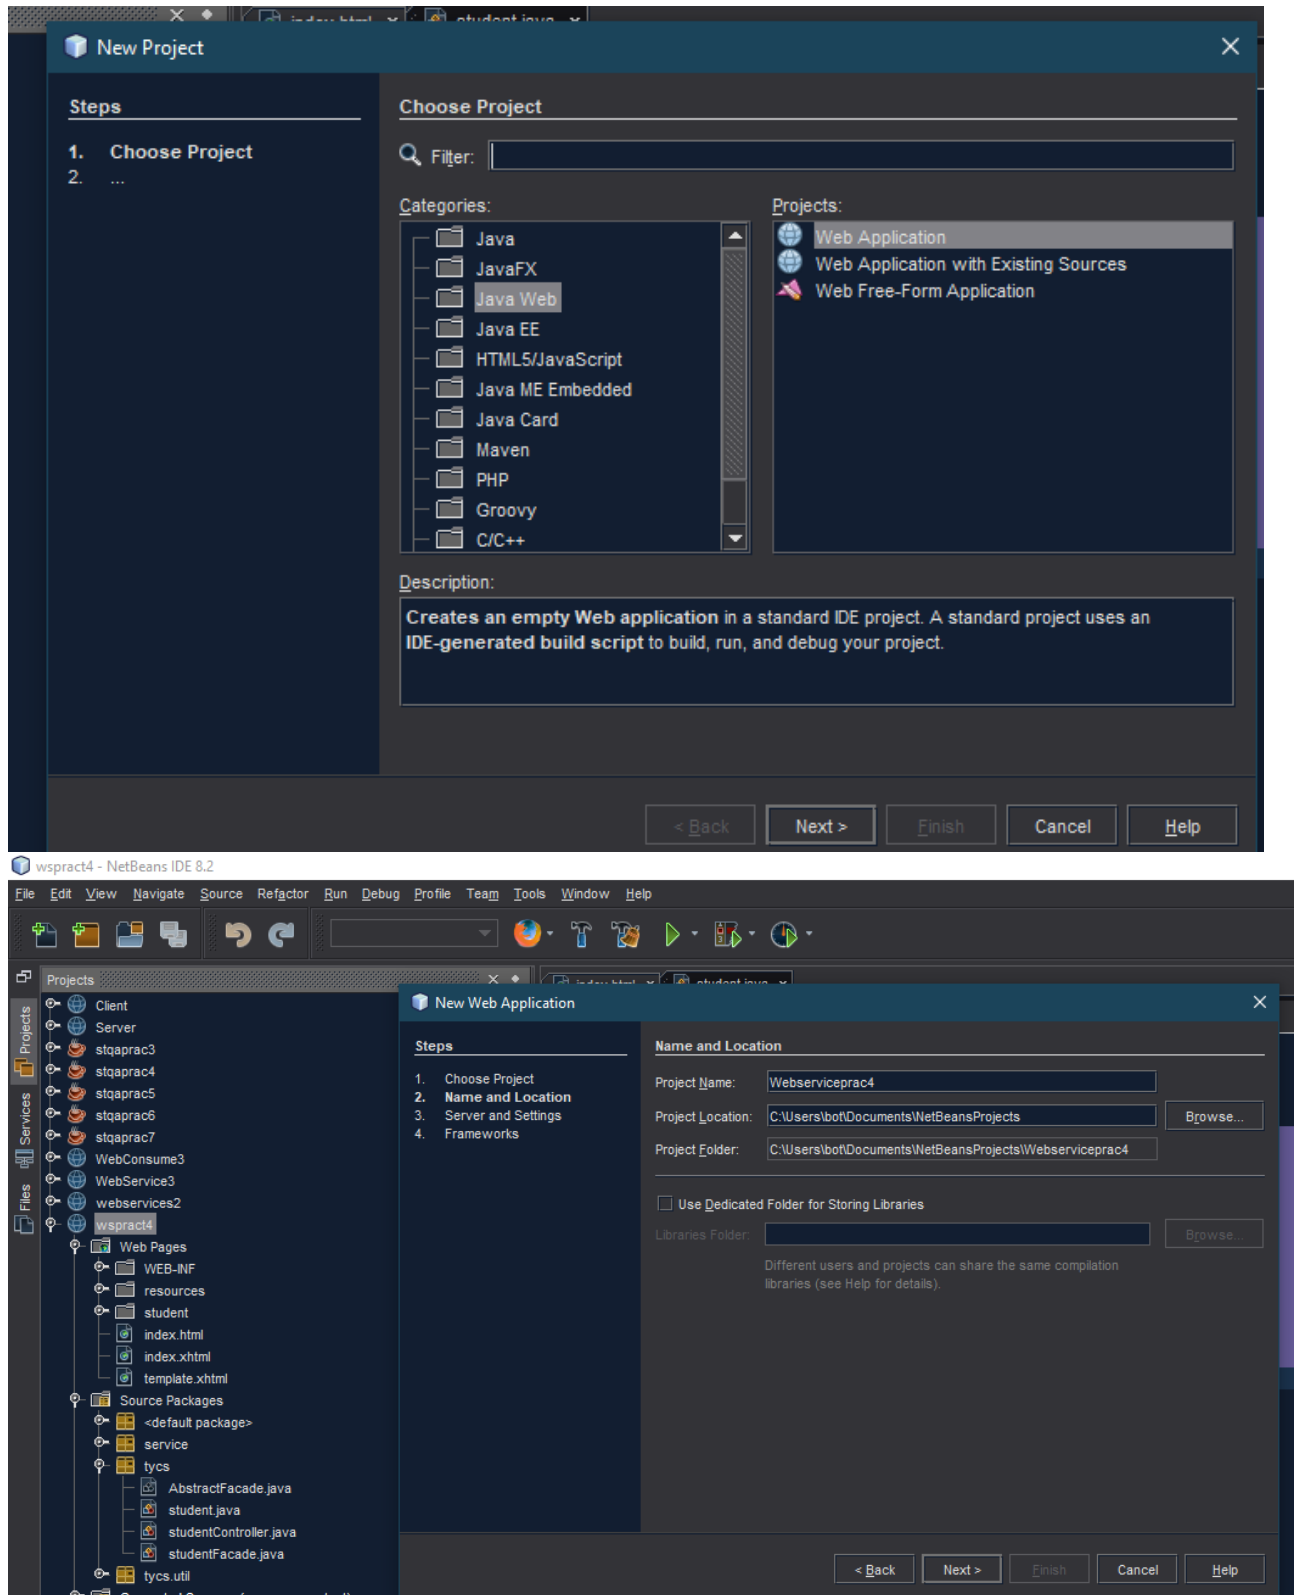 index.html student.java
New Project
Steps
1. Choose Project
2. ...
Choose Project
Filter:
Categories:
Java
JavaFX
Java Web
Java EE
HTML5/JavaScript
Java ME Embedded
Java Card
Maven
PHP
Groovy
C/C++
Projects:
Web Application
Web Application with Existing Sources
Web Free-Form Application
Description:
Creates an empty Web application in a standard IDE project. A standard project uses an
IDE-generated build script to build, run, and debug your project.
< Back Next > Finish Cancel Help
wspract4 - NetBeans IDE 8.2
File Edit View Navigate Source Refactor Run Debug Profile Team Tools Window Help
Projects
Services
Files
Projects
Client
Server
stqaprac3
stqaprac4
stqaprac5
stqaprac6
stqaprac7
WebConsume3
WebService3
webservices2
wspract4
Web Pages
WEB-INF
resources
student
index.html
index.xhtml
template.xhtml
Source Packages
<default package>
service
tycs
AbstractFacade.java
student.java
studentController.java
studentFacade.java
tycs.util
index.html student.java
New Web Application
Steps
1. Choose Project
2. Name and Location
3. Server and Settings
4. Frameworks
Name and Location
Project Name: Webserviceprac4
Project Location: C:\Users\bot\Documents\NetBeansProjects Browse...
Project Folder: C:\Users\bot\Documents\NetBeansProjects\Webserviceprac4
Use Dedicated Folder for Storing Libraries
Libraries Folder: Browse...
Different users and projects can share the same compilation
libraries (see Help for details).
< Back Next > Finish Cancel Help